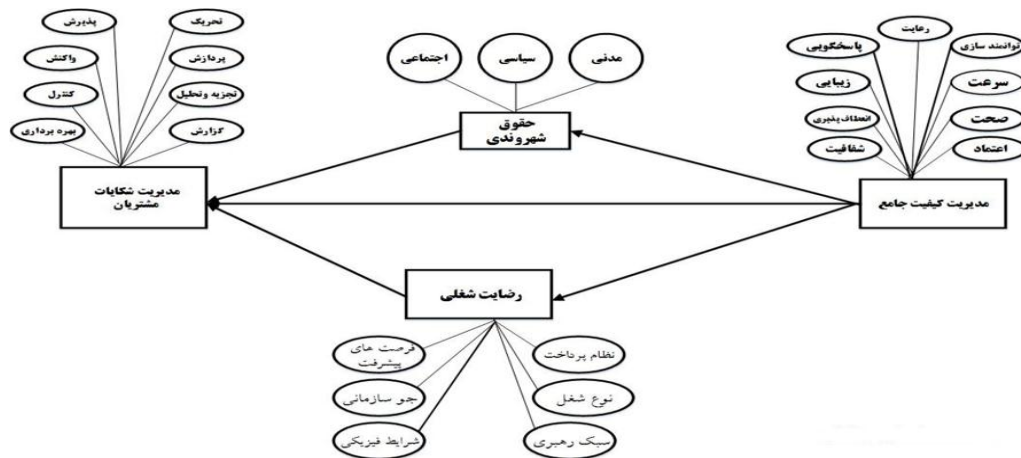 رعایت
توانمند سازی
پاسخگویی
سرعت
زیبایی
صحت
انعطاف پذیری
اعتماد
شفافیت
مدیریت کیفیت جامع
مدنی
سیاسی
اجتماعی
حقوق
شهروندی
تحریک
پذیرش
پردازش
واکنش
تجزیه وتحلیل
کنترل
گزارش
بهره برداری
مدیریت شکایات
مشتریان
رضایت شغلی
نظام پرداخت
فرصت های
پیشرفت
نوع شغل
جو سازمانی
سبک رهبری
شرایط فیزیکی